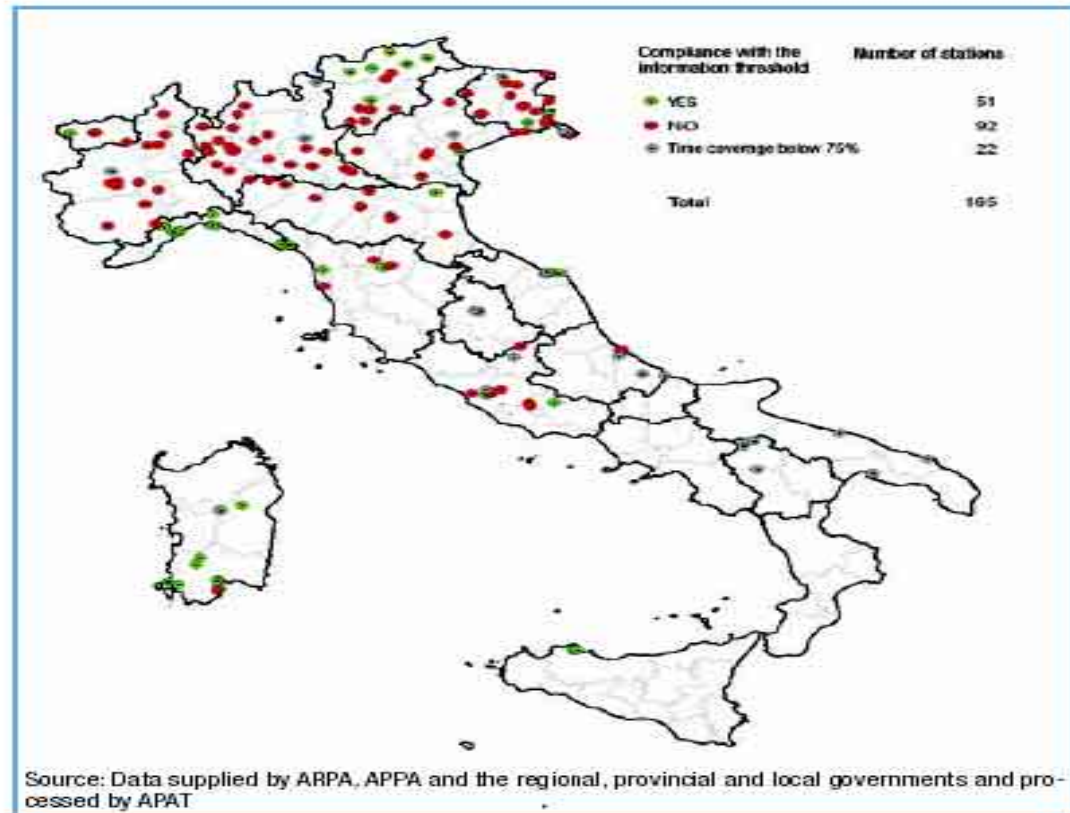 Compliance with the Number of stations
information threshold
YES 51
NO 92
Time coverage below 75% 22
Total 165
Source: Data supplied by ARPA, APPA and the regional, provincial and local governments and pro-
cessed by APAT